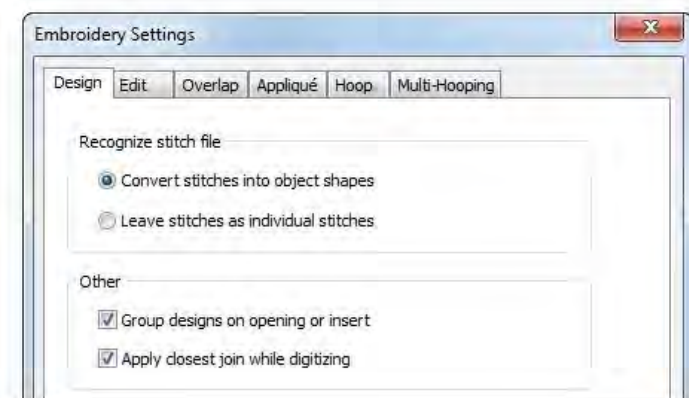 Embroidery Settings
Design Edit Overlap Appliqué Hoop Multi-Hooping
Recognize stitch file
Convert stitches into object shapes
Leave stitches as individual stitches
Other
Group designs on opening or insert
Apply closest join while digitizing